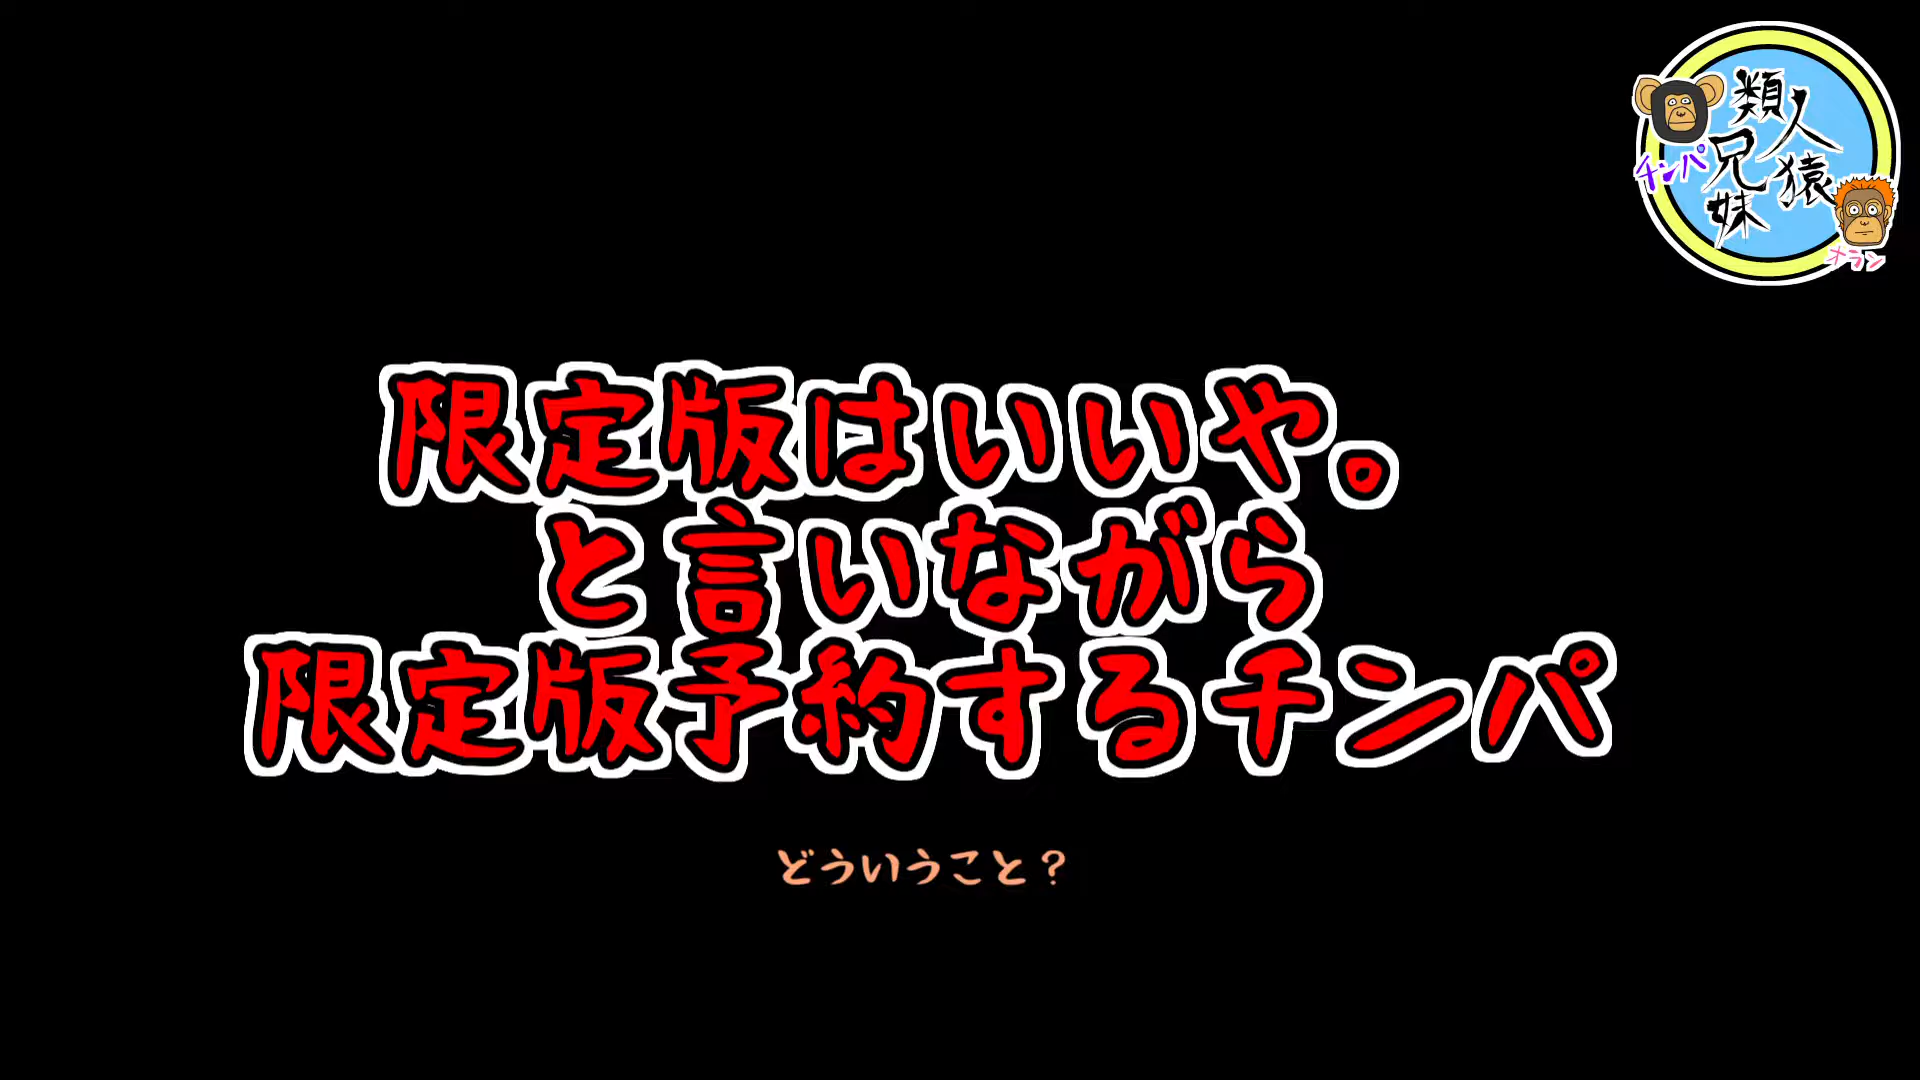 限定版はいいや。
と言いながら
限定版予約するチンパ
どういうこと？
類人猿
兄妹
チンパ
オラン